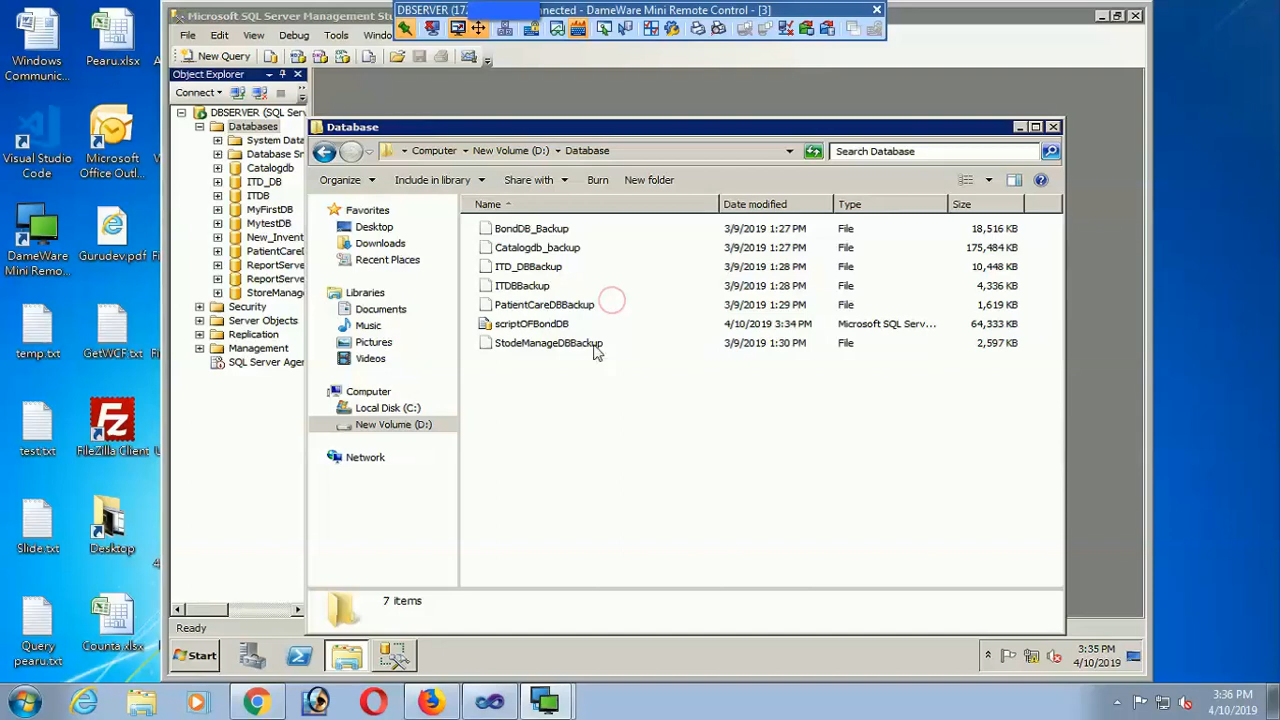 Microsoft SQL Server Management Stud
DBSERVER (17
nnected - DameWare Mini Remote Control - [3]
File Edit View Debug Tools Windo
New Query
Object Explorer
Connect
DBSERVER (SQL Ser
Databases
System Data
Database Sn
Catalogdb
ITD_DB
ITDB
MyFirstDB
MytestDB
New_Invent
PatientCare
ReportServe
ReportServe
StoreManag
Security
Server Objects
Replication
Management
SQL Server Agen
Ready
Database
Computer New Volume (D:) Database
Search Database
Organize Include in library Share with Burn New folder
Favorites
Desktop
Downloads
Recent Places
Libraries
Documents
Music
Pictures
Videos
Computer
Local Disk (C:)
New Volume (D:)
Network
Name Date modified Type Size
BondDB_Backup 3/9/2019 1:27 PM File 18,516 KB
Catalogdb_backup 3/9/2019 1:27 PM File 175,484 KB
ITD_DBBackup 3/9/2019 1:28 PM File 10,448 KB
ITDBBackup 3/9/2019 1:28 PM File 4,336 KB
PatientCareDBBackup 3/9/2019 1:29 PM File 1,619 KB
scriptOFBondDB 4/10/2019 3:34 PM Microsoft SQL Serv... 64,333 KB
StodeManageDBBackup 3/9/2019 1:30 PM File 2,597 KB
7 items
Windows
Communic...
Pearu.xlsx
Visual Studio
Code
Microsoft
Office Outl...
DameWare
Mini Remo...
Gurudev.pdf
temp.txt
GetWCF.txt
test.txt
FileZilla Client
Slide.txt
Desktop
Query
pearu.txt
Counta.xlsx
Start
3:35 PM
4/10/2019
3:36 PM
4/10/2019